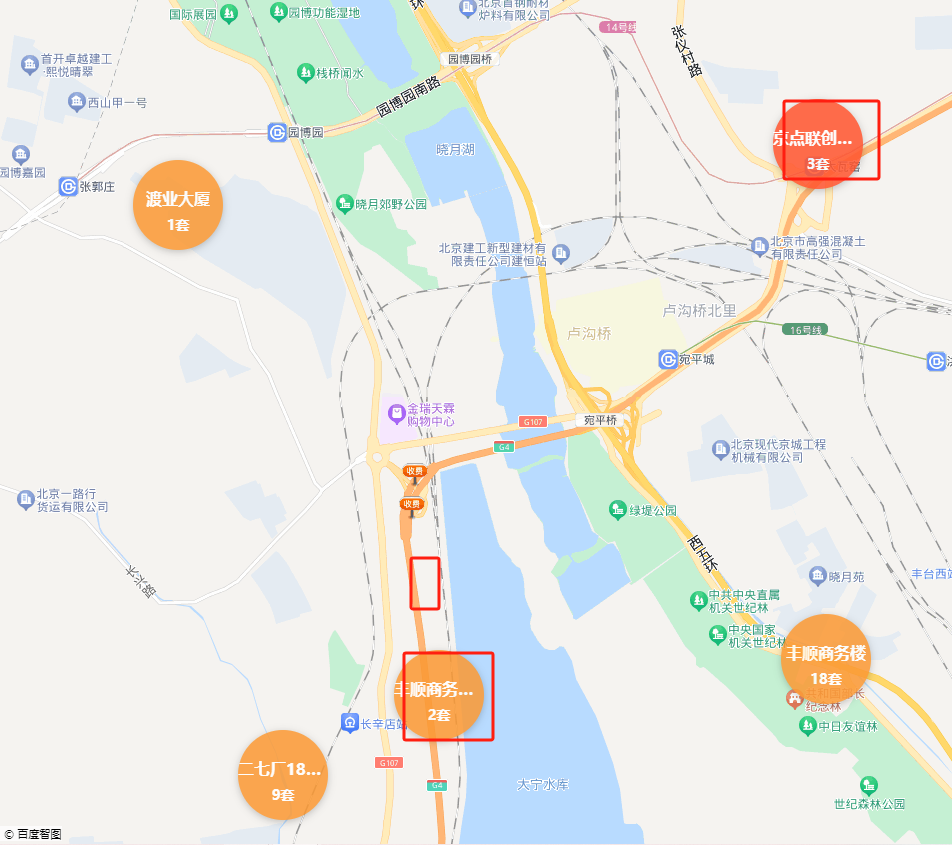 国际展园
园博功能湿地
环
北京首钢耐材
炉料有限公司
14号线
张仪村路
园博园桥
首开卓越建工
·熙悦晴翠
栈桥闻水
园博园南路
西山甲一号
园博园
晓月湖
京点联创...
3套
园博嘉园
张郭庄
渡业大厦
1套
晓月郊野公园
北京建工新型建材有
限责任公司建恒站
北京市高强混凝土
有限责任公司
卢沟桥北里
卢沟桥
16号线
宛平城
金瑞天霖
购物中心
G107
宛平桥
G4
北京现代京城工程
机械有限公司
收费
收费
北京一路行
货运有限公司
绿堤公园
西五环
长兴路
晓月苑
丰台西站
中共中央直属
机关世纪林
中央国家
机关世纪林
丰顺商务楼
18套
丰顺商务...
2套
共和国部长
纪念林
长辛店站
中日友谊林
二七厂18...
9套
G107
G4
大宁水库
世纪森林公园
© 百度智图